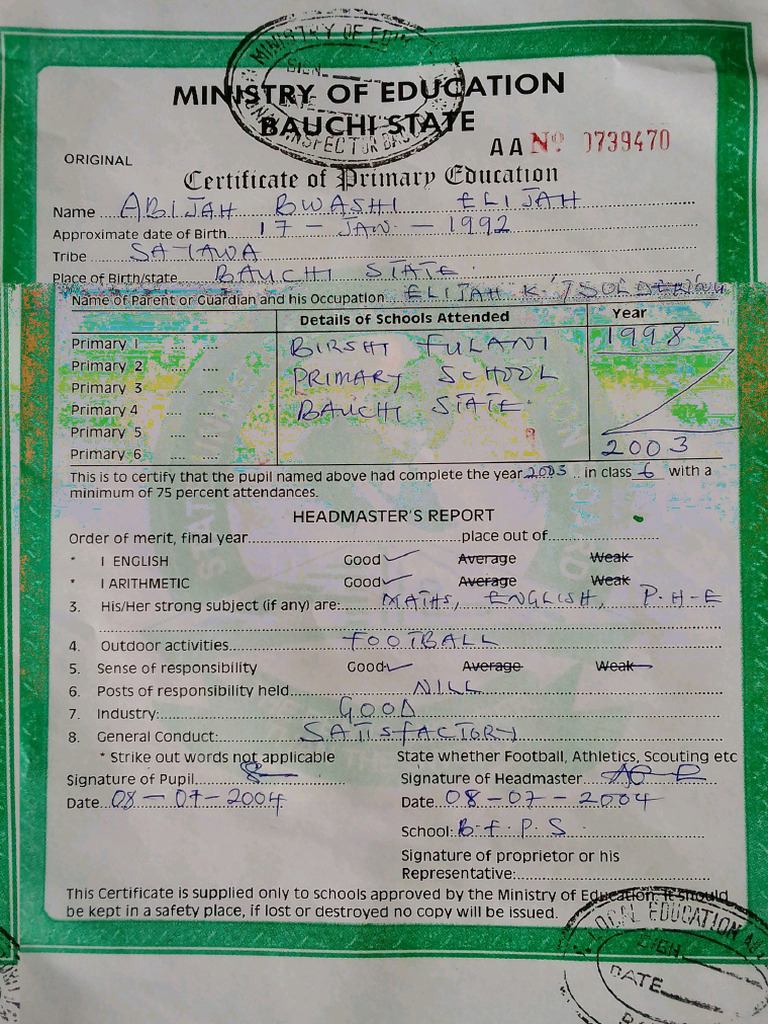 MINISTRY OF EDUCATION
BAUCHI STATE
AA Nº 0739470
ORIGINAL
Certificate of Primary Education
Name ABIJAH BWASHI ELIJAH
Approximate date of Birth 17 - JAN. - 1992
Tribe SATAWA
Place of Birth/state BAUCHI STATE.
Name of Parent or Guardian and his Occupation ELIJAH K.
Details of Schools Attended Year
Primary 1 .... .... BIRSHI FULANI 1998
Primary 2 .... ....
Primary 3 .... .... PRIMARY SCHOOL
Primary 4 .... .... BAUCHI STATE.
Primary 5 .... ....
Primary 6 .... .... 2003
This is to certify that the pupil named above had complete the year 2003 in class 6 with a
minimum of 75 percent attendances.
HEADMASTER'S REPORT
Order of merit, final year place out of
* I ENGLISH Good Average Weak
* I ARITHMETIC Good Average Weak
3. His/Her strong subject (if any) are: MATHS, ENGLISH, P.H.E
4. Outdoor activities FOOTBALL
5. Sense of responsibility Good Average Weak
6. Posts of responsibility held NILL
7. Industry: GOOD
8. General Conduct: SATISFACTORY
* Strike out words not applicable State whether Football, Athletics, Scouting etc
Signature of Pupil Signature of Headmaster
Date 08-07-2004 Date 08-07-2004
School: B.F.P.S.
Signature of proprietor or his
Representative:
This Certificate is supplied only to schools approved by the Ministry of Education. It should
be kept in a safety place, if lost or destroyed no copy will be issued.
LOCAL EDUCATION
SIGN
DATE